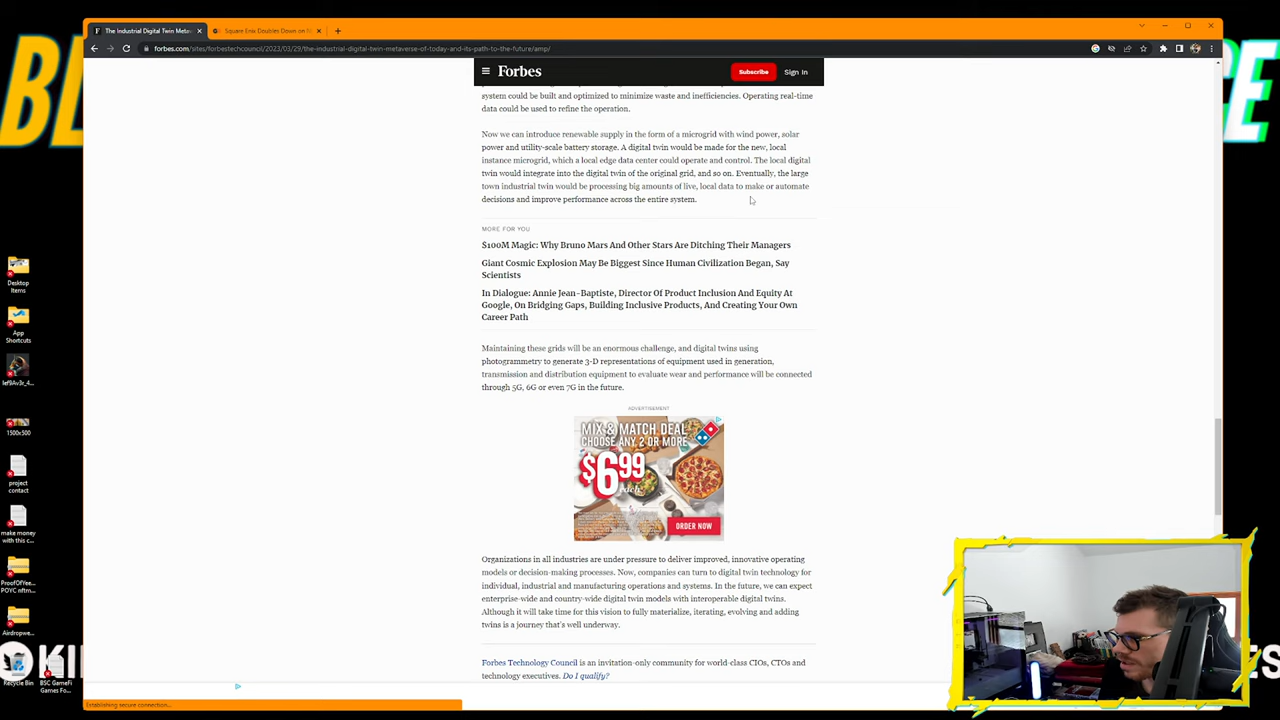 The Industrial Digital Twin Metav
Square Enix Doubles Down on
forbes.com/sites/forbestechcouncil/2023/03/29/the-industrial-digital-twin-metaverse-of-today-and-its-path-to-the-future/amp/
Forbes
Subscribe
Sign In
system could be built and optimized to minimize waste and inefficiencies. Operating real-time
data could be used to refine the operation.
Now we can introduce renewable supply in the form of a microgrid with wind power, solar
power and utility-scale battery storage. A digital twin would be made for the new, local
instance microgrid, which a local edge data center could operate and control. The local digital
twin would integrate into the digital twin of the original grid, and so on. Eventually, the large
town industrial twin would be processing big amounts of live, local data to make or automate
decisions and improve performance across the entire system.
MORE FOR YOU
$100M Magic: Why Bruno Mars And Other Stars Are Ditching Their Managers
Giant Cosmic Explosion May Be Biggest Since Human Civilization Began, Say
Scientists
In Dialogue: Annie Jean-Baptiste, Director Of Product Inclusion And Equity At
Google, On Bridging Gaps, Building Inclusive Products, And Creating Your Own
Career Path
Maintaining these grids will be an enormous challenge, and digital twins using
photogrammetry to generate 3-D representations of equipment used in generation,
transmission and distribution equipment to evaluate wear and performance will be connected
through 5G, 6G or even 7G in the future.
ADVERTISEMENT
MIX & MATCH DEAL
CHOOSE ANY 2 OR MORE
$6.99
each
ORDER NOW
Organizations in all industries are under pressure to deliver improved, innovative operating
models or decision-making processes. Now, companies can turn to digital twin technology for
individual, industrial and manufacturing operations and systems. In the future, we can expect
enterprise-wide and country-wide digital twin models with interoperable digital twins.
Although it will take time for this vision to fully materialize, iterating, evolving and adding
twins is a journey that's well underway.
Forbes Technology Council is an invitation-only community for world-class CIOs, CTOs and
technology executives. Do I qualify?
Establishing secure connection...
Desktop
Items
App
Shortcuts
1500x500
project
contact
make money
with this c...
ProofOfYe...
POYC nftm...
Airdropwe...
Recycle Bin
BSC GameFi
Games Fo...